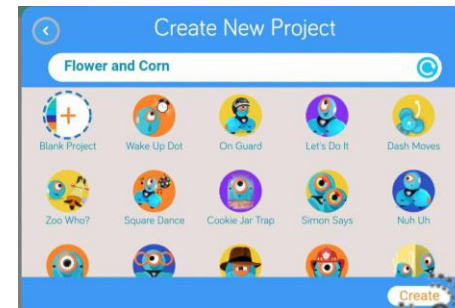 Create New Project
Flower and Corn
Blank Project Wake Up Dot On Guard Let's Do It Dash Moves
Zoo Who? Square Dance Cookie Jar Trap Simon Says Nuh Uh
Create